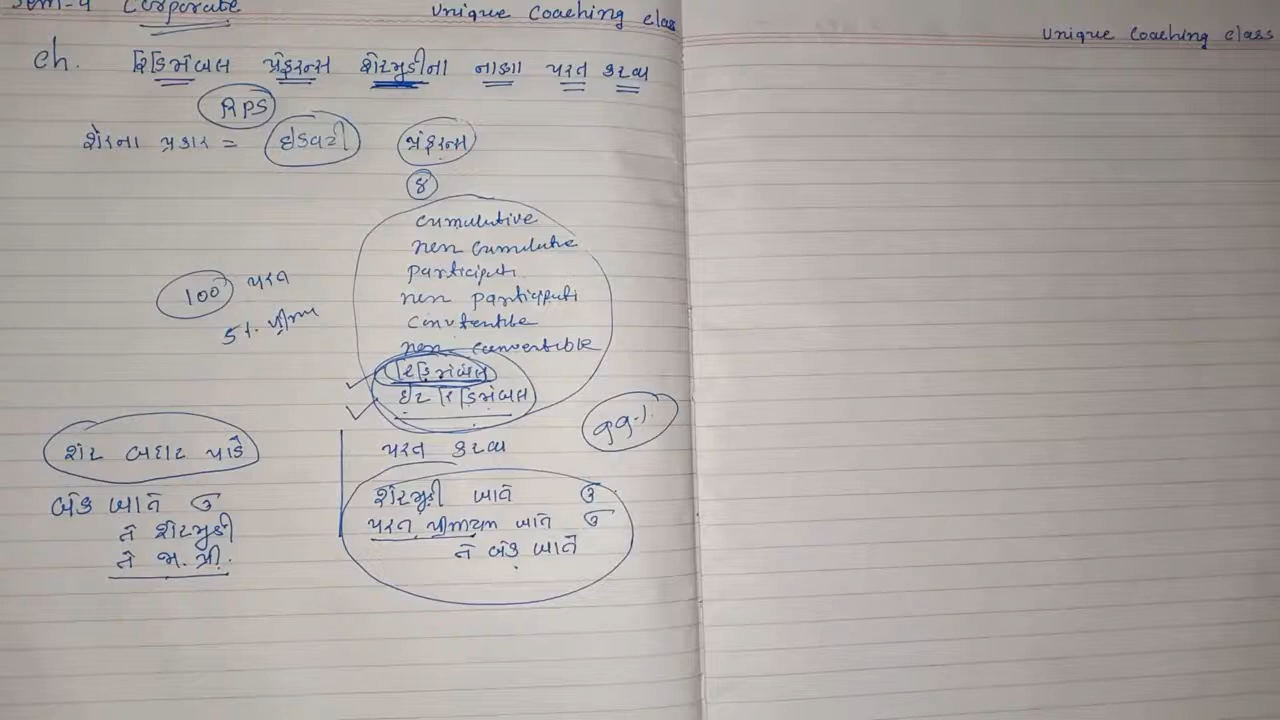 Sem-4 Corporate
Unique Coaching Class
Unique Coaching Class
Ch. રિડિમેબલ પ્રેફરન્સ શેરમુડીના નાણા પરત કરવા
RPS
શેરના પ્રકાર = ઇકવિટી પ્રેફરન્સ
8
cumulative
non cumulative
participati
non participati
convertible
non convertible
રિડિમેબલ
ઇરરિડિમેબલ
100 પરત
5%
99%
શેર બહાર પાડે
બેંક ખાતે ઉ
તે શેરમુડી
તે જા. પ્રી.
પરત કરવા
શેરમુડી ખાતે ઉ
પરત પ્રીમિયમ ખાતે ઉ
તે બેંક ખાતે